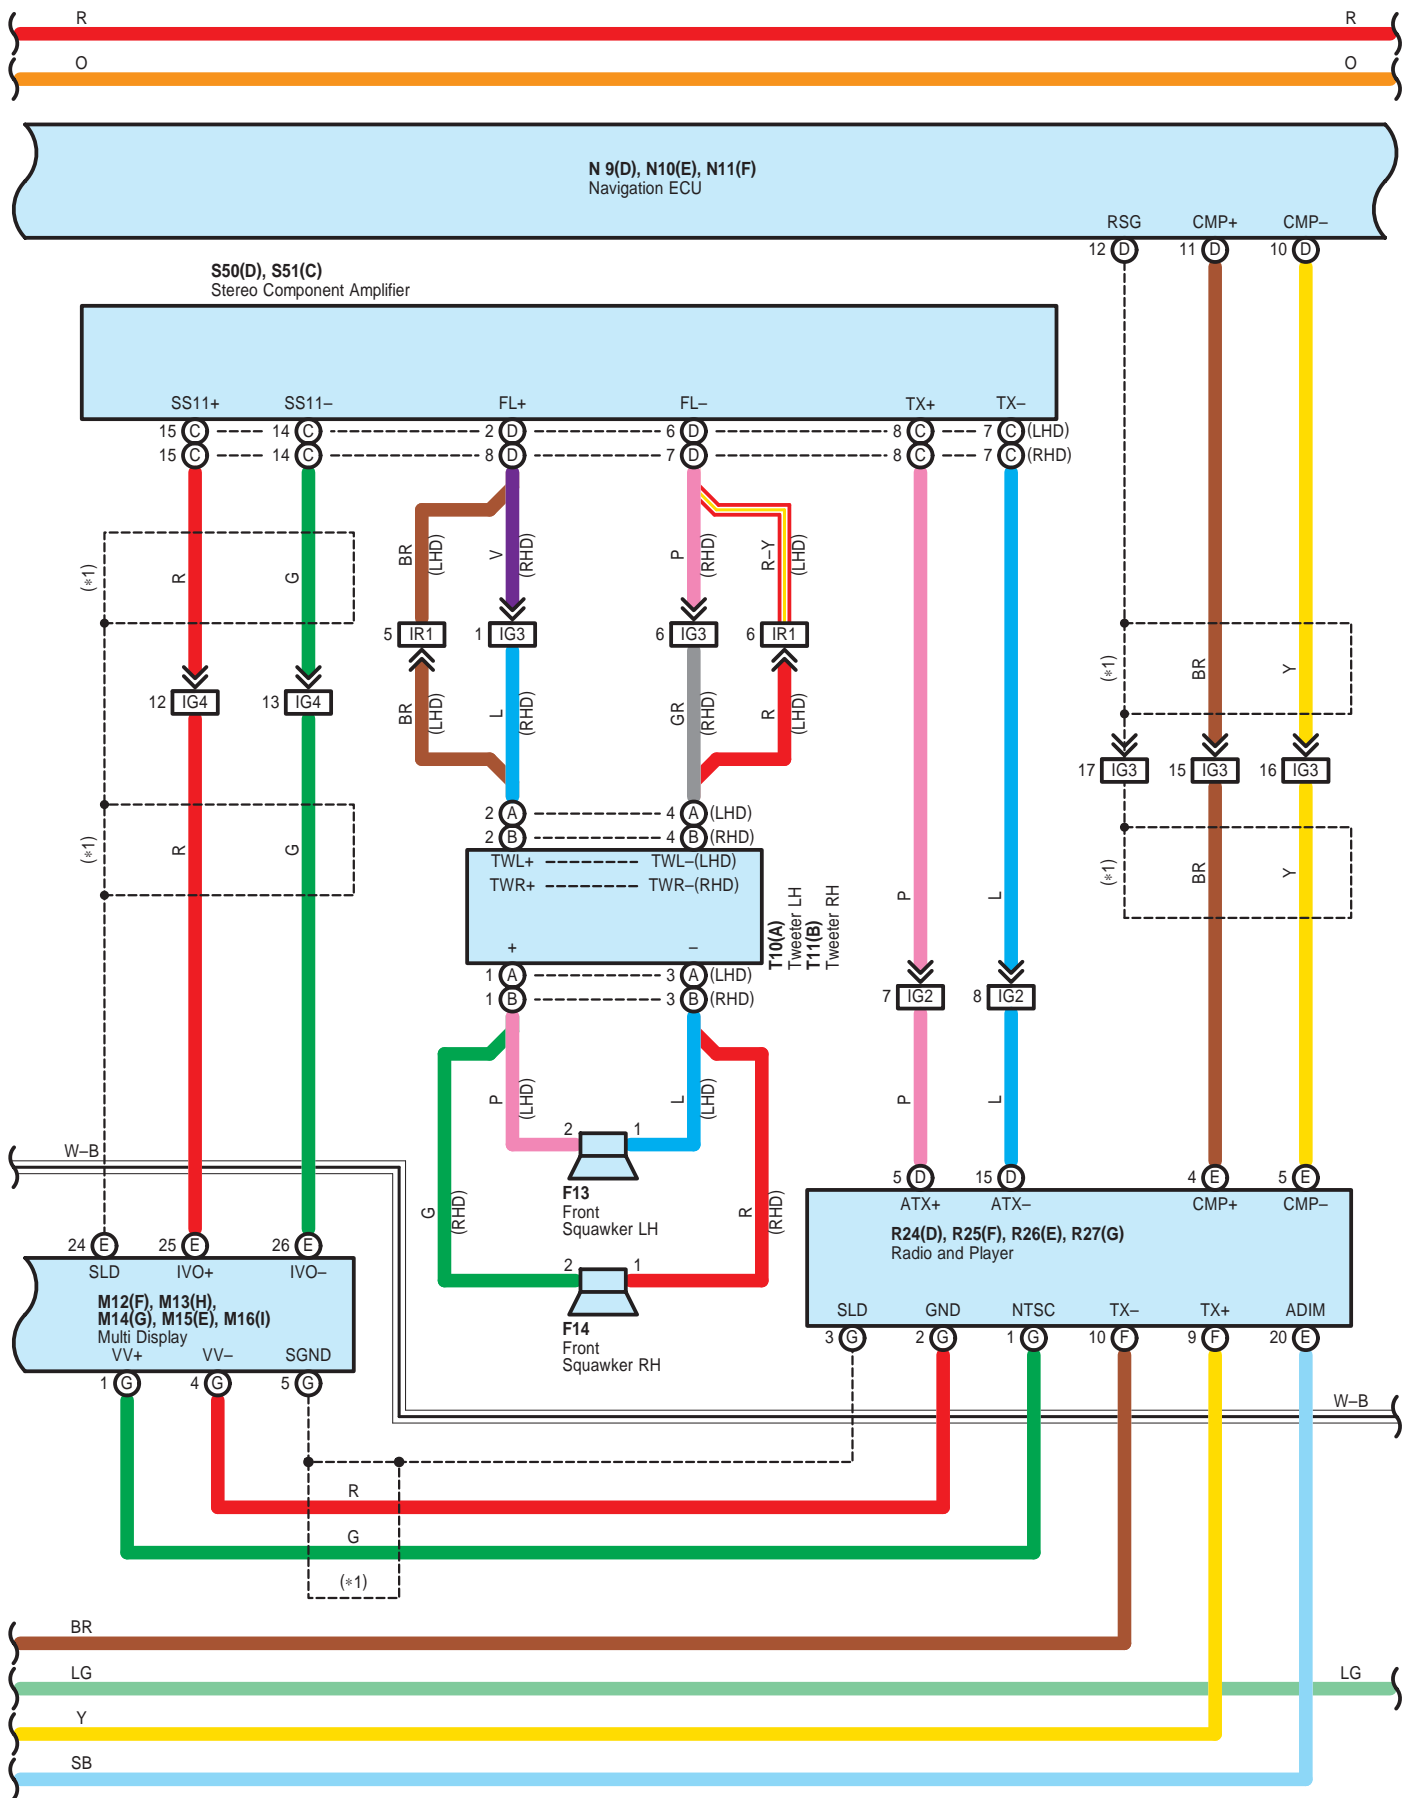 R R
O O
N 9(D), N10(E), N11(F)
Navigation ECU
RSG CMP+ CMP–
12 D 11 D 10 D
S50(D), S51(C)
Stereo Component Amplifier
SS11+ SS11– FL+ FL– TX+ TX–
15 C 14 C 2 D 6 D 8 C 7 C (LHD)
15 C 14 C 8 D 7 D 8 C 7 C (RHD)
(*1) R G BR (LHD) V (RHD) P (RHD) R–Y (LHD)
5 IR1 1 IG3 6 IG3 6 IR1
(*1) BR Y
12 IG4 13 IG4 BR (LHD) L (RHD) GR (RHD) R (LHD)
17 IG3 15 IG3 16 IG3
2 A 4 A (LHD)
2 B 4 B (RHD)
(*1) R G
TWL+ TWL–(LHD)
TWR+ TWR–(RHD)
(*1) BR Y
P L
T10(A)
Tweeter LH
T11(B)
Tweeter RH
+ –
1 A 3 A (LHD)
1 B 3 B (RHD)
7 IG2 8 IG2
P (LHD) L (LHD)
P L
2 1
W–B
F13
Front
Squawker LH
5 D 15 D 4 E 5 E
ATX+ ATX– CMP+ CMP–
G (RHD) R (RHD)
R24(D), R25(F), R26(E), R27(G)
Radio and Player
24 E 25 E 26 E
SLD IVO+ IVO–
2 1
M12(F), M13(H),
M14(G), M15(E), M16(I)
Multi Display
F14
Front
Squawker RH
SLD GND NTSC TX– TX+ ADIM
3 G 2 G 1 G 10 F 9 F 20 E
VV+ VV– SGND
1 G 4 G 5 G
W–B
R
G
(*1)
BR
LG LG
Y
SB